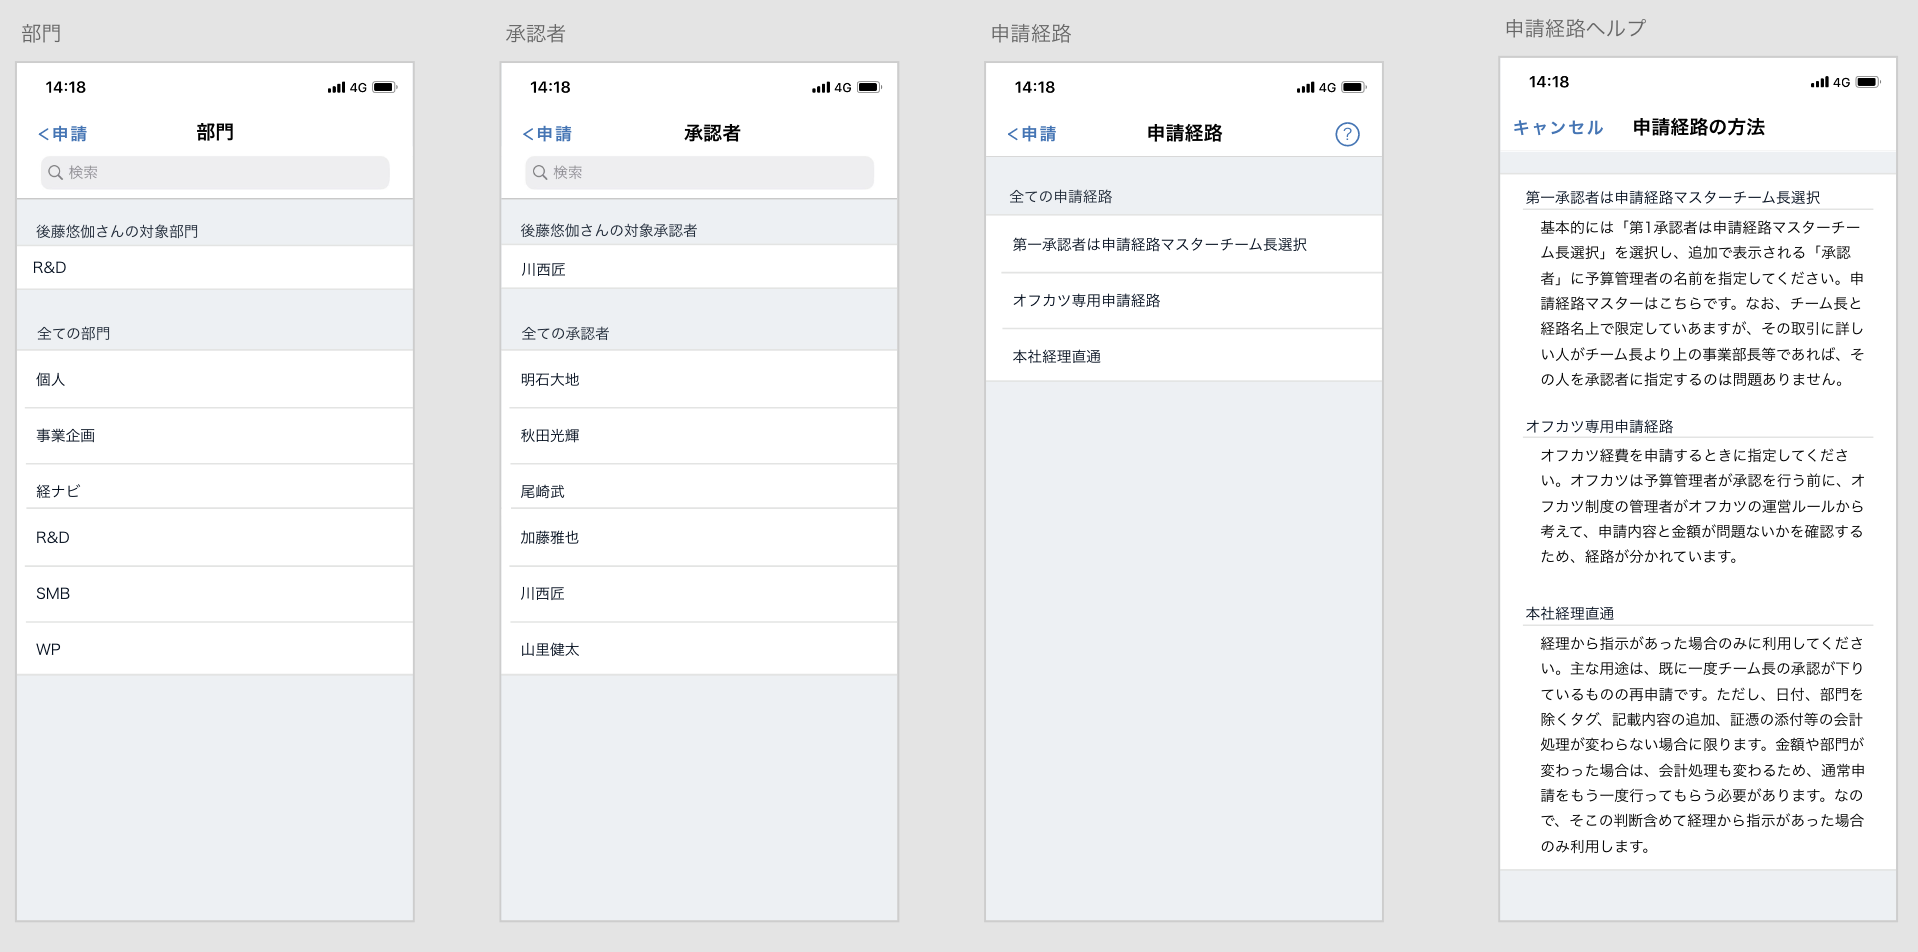 部門
14:18
4G
<申請
部門
検索
後藤悠伽さんの対象部門
R&D
全ての部門
個人
事業企画
経ナビ
R&D
SMB
WP
承認者
14:18
4G
<申請
承認者
検索
後藤悠伽さんの対象承認者
川西匠
全ての承認者
明石大地
秋田光輝
尾崎武
加藤雅也
川西匠
山里健太
申請経路
14:18
4G
<申請
申請経路
?
全ての申請経路
第一承認者は申請経路マスターチーム長選択
オフカツ専用申請経路
本社経理直通
申請経路ヘルプ
14:18
4G
キャンセル
申請経路の方法
第一承認者は申請経路マスターチーム長選択
基本的には「第1承認者は申請経路マスターチー
ム長選択」を選択し、追加で表示される「承認
者」に予算管理者の名前を指定してください。申
請経路マスターはこちらです。なお、チーム長と
経路名上で限定していあますが、その取引に詳し
い人がチーム長より上の事業部長等であれば、そ
の人を承認者に指定するのは問題ありません。
オフカツ専用申請経路
オフカツ経費を申請するときに指定してくださ
い。オフカツは予算管理者が承認を行う前に、オ
フカツ制度の管理者がオフカツの運営ルールから
考えて、申請内容と金額が問題ないかを確認する
ため、経路が分かれています。
本社経理直通
経理から指示があった場合のみに利用してくださ
い。主な用途は、既に一度チーム長の承認が下り
ているものの再申請です。ただし、日付、部門を
除くタグ、記載内容の追加、証憑の添付等の会計
処理が変わらない場合に限ります。金額や部門が
変わった場合は、会計処理も変わるため、通常申
請をもう一度行ってもらう必要があります。なの
で、そこの判断含めて経理から指示があった場合
のみ利用します。